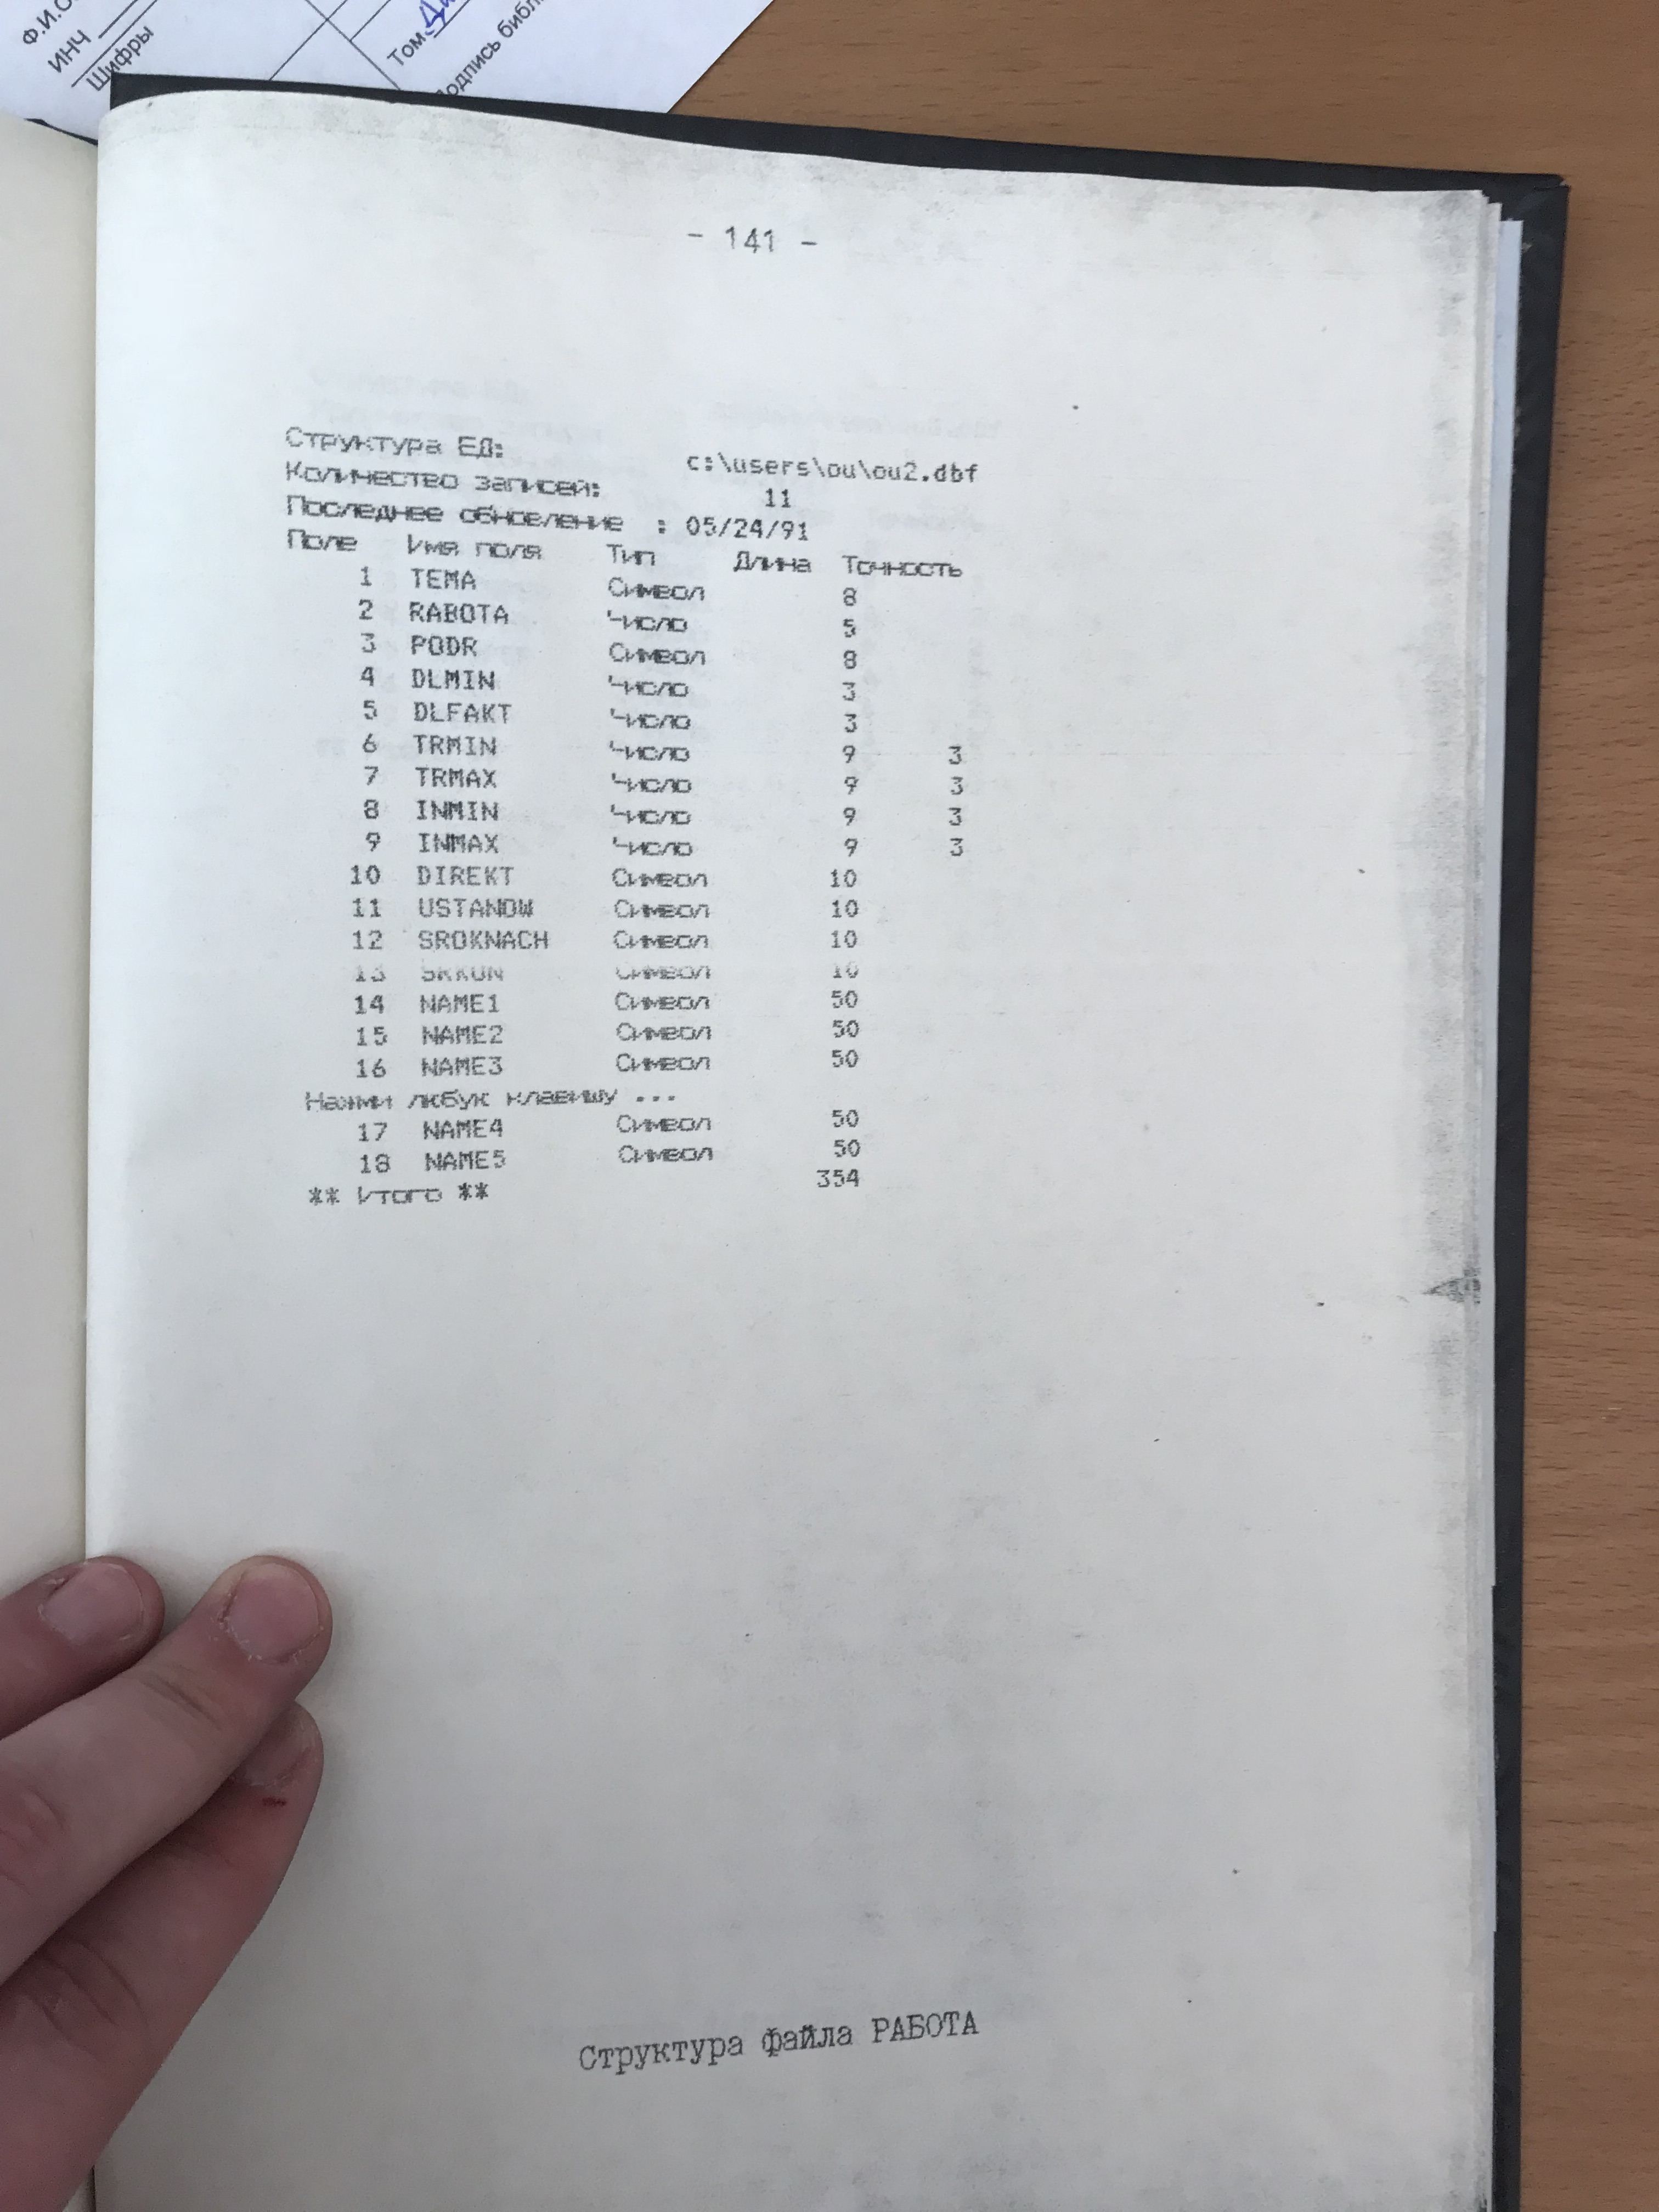 Ф.И.О
ИНЧ
Шифры
Том
- 141 -
Структура БД: c:\users\ou\ou2.dbf
Количество записей: 11
Последнее обновление : 05/24/91
Поле Имя поля Тип Длина Точность
1 TEMA Символ 8
2 RABOTA Число 5
3 PODR Символ 8
4 DLMIN Число 3
5 DLFAKT Число 3
6 TRMIN Число 9 3
7 TRMAX Число 9 3
8 INMIN Число 9 3
9 INMAX Число 9 3
10 DIREKT Символ 10
11 USTANOW Символ 10
12 SROKNACH Символ 10
13 SRKON Символ 10
14 NAME1 Символ 50
15 NAME2 Символ 50
16 NAME3 Символ 50
Нажми любую клавишу ...
17 NAME4 Символ 50
18 NAME5 Символ 50
** Итого ** 354
Структура файла РАБОТА